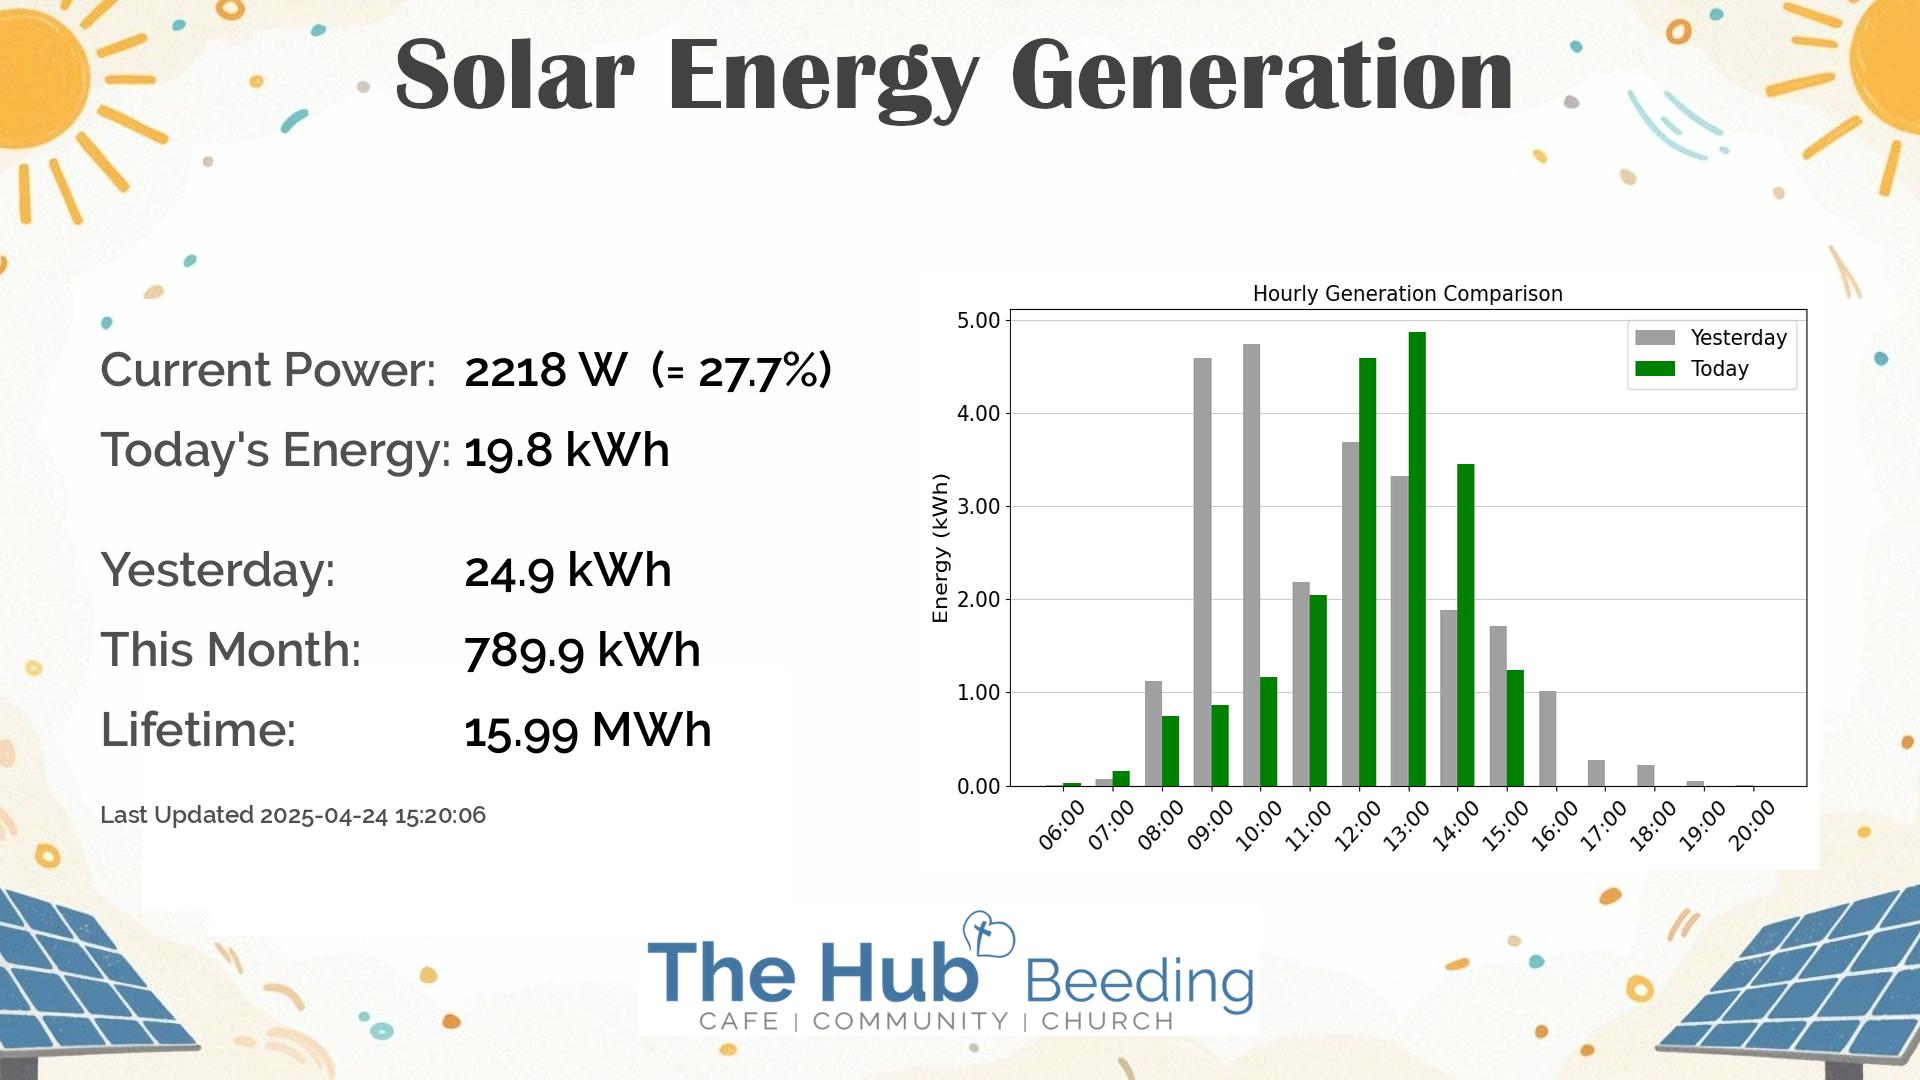 Solar Energy Generation
Current Power: 2218 W (= 27.7%)
Today's Energy: 19.8 kWh
Yesterday: 24.9 kWh
This Month: 789.9 kWh
Lifetime: 15.99 MWh
Last Updated 2025-04-24 15:20:06
Hourly Generation Comparison
Yesterday
Today
Energy (kWh)
5.00
4.00
3.00
2.00
1.00
0.00
06:00 07:00 08:00 09:00 10:00 11:00 12:00 13:00 14:00 15:00 16:00 17:00 18:00 19:00 20:00
The Hub Beeding
CAFE | COMMUNITY | CHURCH